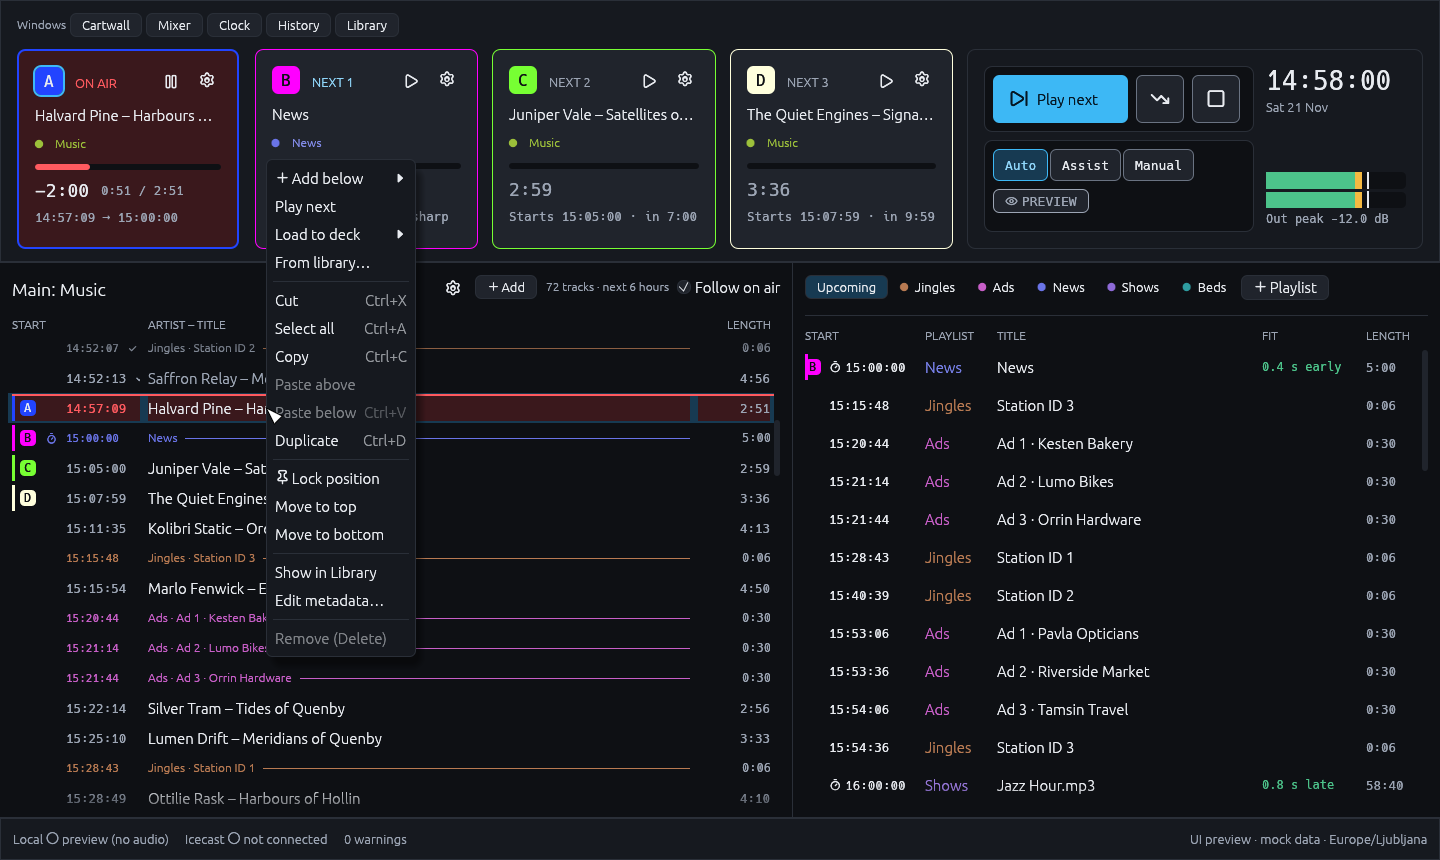 Windows Cartwall Mixer Clock History Library
A ON AIR
Halvard Pine – Harbours …
Music
−2:00 0:51 / 2:51
14:57:09 → 15:00:00
B NEXT 1
News
News
sharp
C NEXT 2
Juniper Vale – Satellites o…
Music
2:59
Starts 15:05:00 · in 7:00
D NEXT 3
The Quiet Engines – Signa…
Music
3:36
Starts 15:07:59 · in 9:59
Play next
Auto Assist Manual
PREVIEW
14:58:00
Sat 21 Nov
Out peak -12.0 dB
+ Add below
Play next
Load to deck
From library…
Cut Ctrl+X
Select all Ctrl+A
Copy Ctrl+C
Paste above
Paste below Ctrl+V
Duplicate Ctrl+D
Lock position
Move to top
Move to bottom
Show in Library
Edit metadata…
Remove (Delete)
Main: Music + Add 72 tracks · next 6 hours Follow on air
START ARTIST – TITLE LENGTH
14:52:07 Jingles · Station ID 2 0:06
14:52:13 Saffron Relay – 4:56
A 14:57:09 Halvard Pine – 2:51
B 15:00:00 News 5:00
C 15:05:00 Juniper Vale – 2:59
D 15:07:59 The Quiet Engines 3:36
15:11:35 Kolibri Static – 4:13
15:15:48 Jingles · Station ID 3 0:06
15:15:54 Marlo Fenwick – 4:50
15:20:44 Ads · Ad 1 · Kesten 0:30
15:21:14 Ads · Ad 2 · Lumo Bikes 0:30
15:21:44 Ads · Ad 3 · Orrin Hardware 0:30
15:22:14 Silver Tram – Tides of Quenby 2:56
15:25:10 Lumen Drift – Meridians of Quenby 3:33
15:28:43 Jingles · Station ID 1 0:06
15:28:49 Ottilie Rask – Harbours of Hollin 4:10
Upcoming Jingles Ads News Shows Beds + Playlist
START PLAYLIST TITLE FIT LENGTH
B 15:00:00 News News 0.4 s early 5:00
15:15:48 Jingles Station ID 3 0:06
15:20:44 Ads Ad 1 · Kesten Bakery 0:30
15:21:14 Ads Ad 2 · Lumo Bikes 0:30
15:21:44 Ads Ad 3 · Orrin Hardware 0:30
15:28:43 Jingles Station ID 1 0:06
15:40:39 Jingles Station ID 2 0:06
15:53:06 Ads Ad 1 · Pavla Opticians 0:30
15:53:36 Ads Ad 2 · Riverside Market 0:30
15:54:06 Ads Ad 3 · Tamsin Travel 0:30
15:54:36 Jingles Station ID 3 0:06
16:00:00 Shows Jazz Hour.mp3 0.8 s late 58:40
Local preview (no audio) Icecast not connected 0 warnings
UI preview · mock data · Europe/Ljubljana